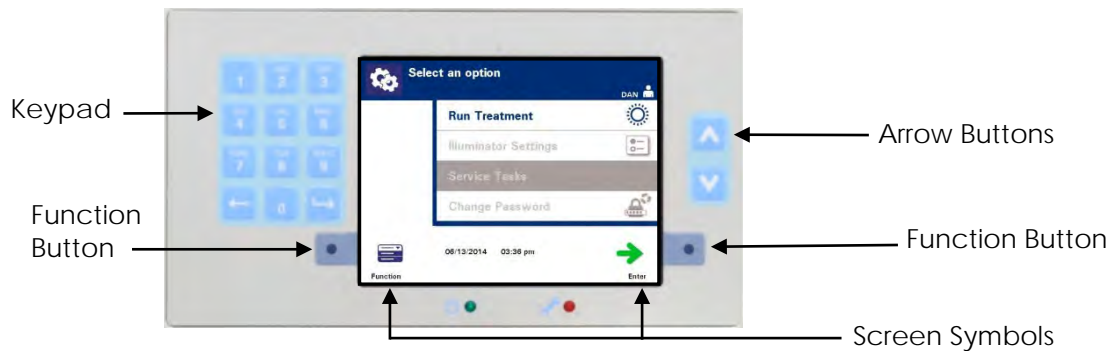 Select an option
DAN
1 2 3
Keypad
Run Treatment
Arrow Buttons
4 5 6
Illuminator Settings
7 8 9
Service Tasks
Change Password
0
Function
Button
Function Button
06/13/2014 03:36 pm
Function
Enter
Screen Symbols